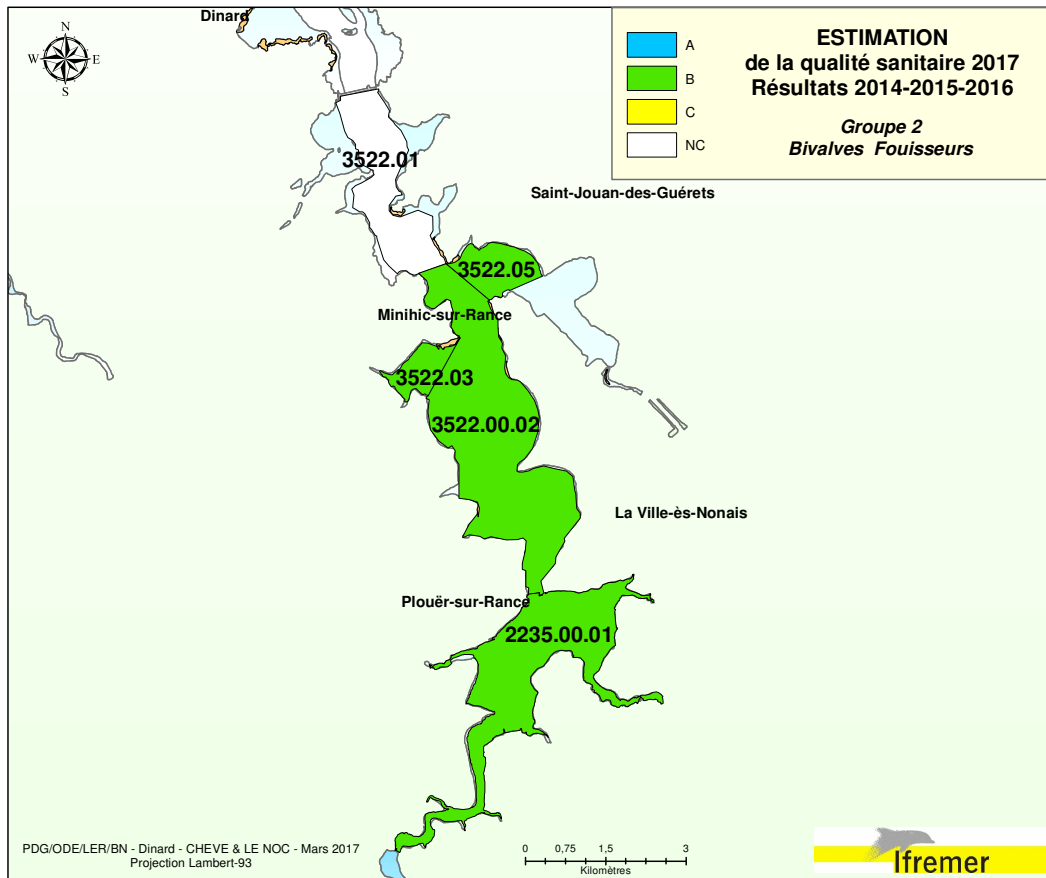 Dinard
N
W E
S
A
B
C
NC
ESTIMATION
de la qualité sanitaire 2017
Résultats 2014-2015-2016
Groupe 2
Bivalves Fouisseurs
3522.01
Saint-Jouan-des-Guérets
3522.05
Minihic-sur-Rance
3522.03
3522.00.02
La Ville-ès-Nonais
Plouër-sur-Rance
2235.00.01
PDG/ODE/LER/BN - Dinard - CHEVE & LE NOC - Mars 2017
Projection Lambert-93
0 0,75 1,5 3
Kilomètres
Ifremer